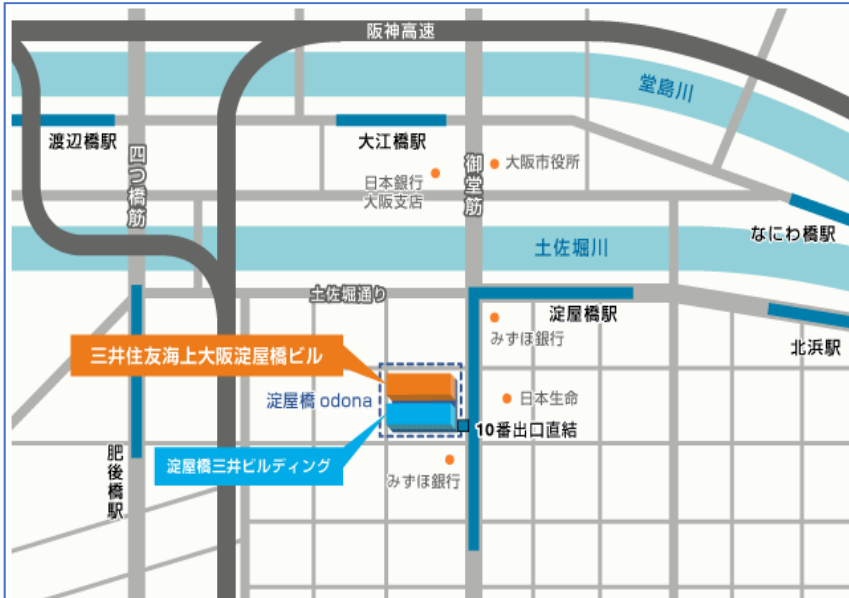 阪神高速
堂島川
渡辺橋駅
大江橋駅
四つ橋筋
御堂筋
大阪市役所
日本銀行
大阪支店
なにわ橋駅
土佐堀川
土佐堀通り
淀屋橋駅
みずほ銀行
北浜駅
三井住友海上大阪淀屋橋ビル
淀屋橋 odona
日本生命
10番出口直結
淀屋橋三井ビルディング
肥後橋駅
みずほ銀行